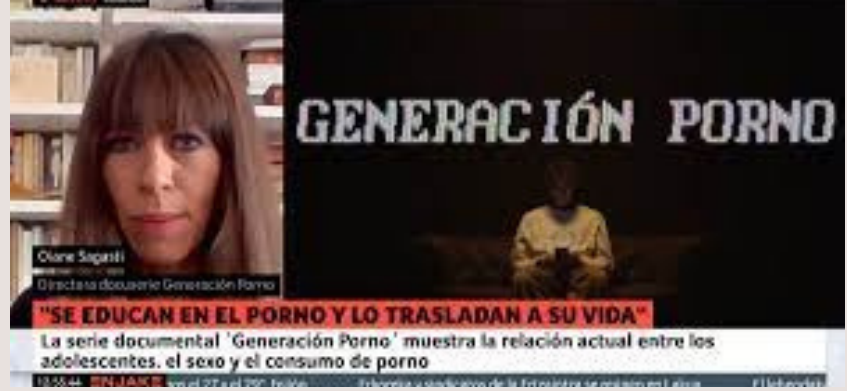 GENERACIÓN PORNO
Oiane Sagasti
Directora docuserie Generación Porno
"SE EDUCAN EN EL PORNO Y LO TRASLADAN A SU VIDA"
La serie documental 'Generación Porno' muestra la relación actual entre los
adolescentes, el sexo y el consumo de porno